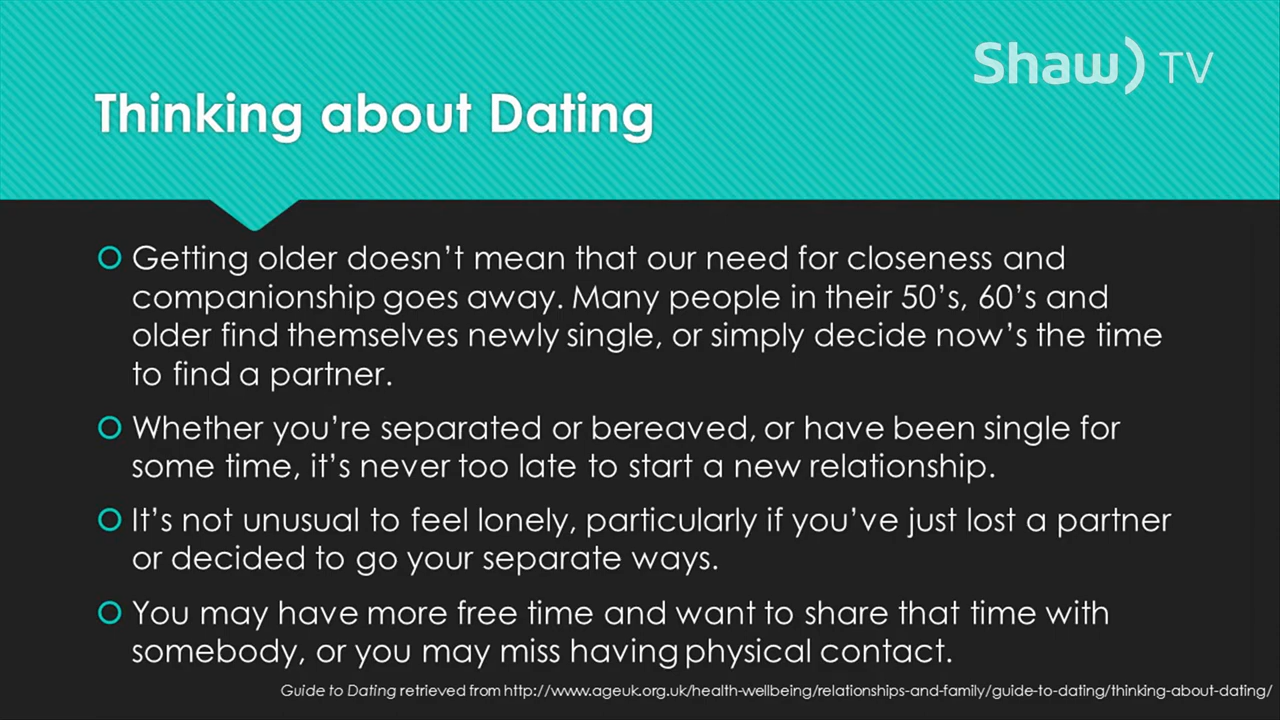 Shaw) TV
Thinking about Dating
Getting older doesn't mean that our need for closeness and
companionship goes away. Many people in their 50's, 60's and
older find themselves newly single, or simply decide now's the time
to find a partner.
Whether you're separated or bereaved, or have been single for
some time, it's never too late to start a new relationship.
It's not unusual to feel lonely, particularly if you've just lost a partner
or decided to go your separate ways.
You may have more free time and want to share that time with
somebody, or you may miss having physical contact.
Guide to Dating retrieved from http://www.ageuk.org.uk/health-wellbeing/relationships-and-family/guide-to-dating/thinking-about-dating/